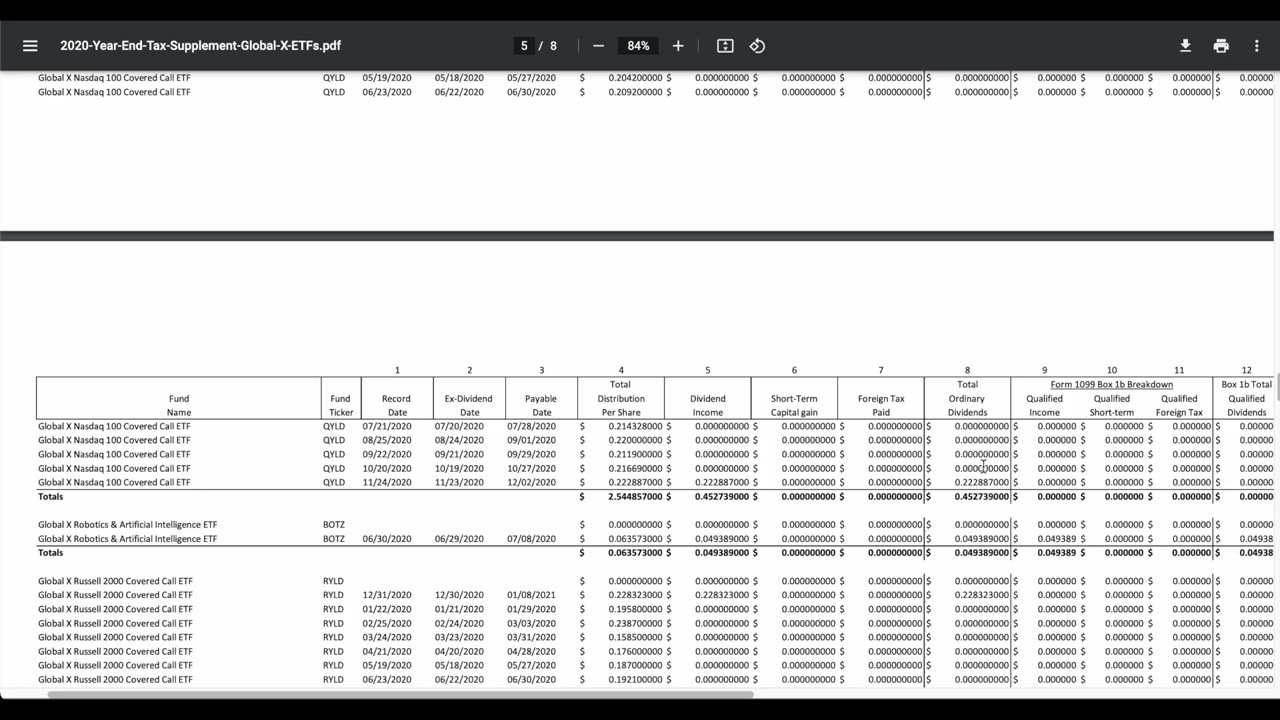 2020-Year-End-Tax-Supplement-Global-X-ETFs.pdf 5 / 8 84%
Global X Nasdaq 100 Covered Call ETF QYLD 05/19/2020 05/18/2020 05/27/2020 $ 0.204200000 $ 0.000000000 $ 0.000000000 $ 0.000000000 $ 0.000000000 $ 0.000000 $ 0.000000 $ 0.000000 $ 0.00000
Global X Nasdaq 100 Covered Call ETF QYLD 06/23/2020 06/22/2020 06/30/2020 $ 0.209200000 $ 0.000000000 $ 0.000000000 $ 0.000000000 $ 0.000000000 $ 0.000000 $ 0.000000 $ 0.000000 $ 0.00000
1 2 3 4 5 6 7 8 9 10 11 12
Total Total Form 1099 Box 1b Breakdown Box 1b Total
Fund Fund Record Ex-Dividend Payable Distribution Dividend Short-Term Foreign Tax Ordinary Qualified Qualified Qualified Qualified
Name Ticker Date Date Date Per Share Income Capital gain Paid Dividends Income Short-term Foreign Tax Dividends
Global X Nasdaq 100 Covered Call ETF QYLD 07/21/2020 07/20/2020 07/28/2020 $ 0.214328000 $ 0.000000000 $ 0.000000000 $ 0.000000000 $ 0.000000000 $ 0.000000 $ 0.000000 $ 0.000000 $ 0.00000
Global X Nasdaq 100 Covered Call ETF QYLD 08/25/2020 08/24/2020 09/01/2020 $ 0.220000000 $ 0.000000000 $ 0.000000000 $ 0.000000000 $ 0.000000000 $ 0.000000 $ 0.000000 $ 0.000000 $ 0.00000
Global X Nasdaq 100 Covered Call ETF QYLD 09/22/2020 09/21/2020 09/29/2020 $ 0.211900000 $ 0.000000000 $ 0.000000000 $ 0.000000000 $ 0.000000000 $ 0.000000 $ 0.000000 $ 0.000000 $ 0.00000
Global X Nasdaq 100 Covered Call ETF QYLD 10/20/2020 10/19/2020 10/27/2020 $ 0.216690000 $ 0.000000000 $ 0.000000000 $ 0.000000000 $ 0.000000000 $ 0.000000 $ 0.000000 $ 0.000000 $ 0.00000
Global X Nasdaq 100 Covered Call ETF QYLD 11/24/2020 11/23/2020 12/02/2020 $ 0.222887000 $ 0.222887000 $ 0.000000000 $ 0.000000000 $ 0.222887000 $ 0.000000 $ 0.000000 $ 0.000000 $ 0.00000
Totals $ 2.544857000 $ 0.452739000 $ 0.000000000 $ 0.000000000 $ 0.452739000 $ 0.000000 $ 0.000000 $ 0.000000 $ 0.00000
Global X Robotics & Artificial Intelligence ETF BOTZ $ 0.000000000 $ 0.000000000 $ 0.000000000 $ 0.000000000 $ 0.000000000 $ 0.000000 $ 0.000000 $ 0.000000 $ 0.00000
Global X Robotics & Artificial Intelligence ETF BOTZ 06/30/2020 06/29/2020 07/08/2020 $ 0.063573000 $ 0.049389000 $ 0.000000000 $ 0.000000000 $ 0.049389000 $ 0.049389 $ 0.000000 $ 0.000000 $ 0.04938
Totals $ 0.063573000 $ 0.049389000 $ 0.000000000 $ 0.000000000 $ 0.049389000 $ 0.049389 $ 0.000000 $ 0.000000 $ 0.04938
Global X Russell 2000 Covered Call ETF RYLD $ 0.000000000 $ 0.000000000 $ 0.000000000 $ 0.000000000 $ 0.000000000 $ 0.000000 $ 0.000000 $ 0.000000 $ 0.00000
Global X Russell 2000 Covered Call ETF RYLD 12/31/2020 12/30/2020 01/08/2021 $ 0.228323000 $ 0.228323000 $ 0.000000000 $ 0.000000000 $ 0.228323000 $ 0.000000 $ 0.000000 $ 0.000000 $ 0.00000
Global X Russell 2000 Covered Call ETF RYLD 01/22/2020 01/21/2020 01/29/2020 $ 0.195800000 $ 0.000000000 $ 0.000000000 $ 0.000000000 $ 0.000000000 $ 0.000000 $ 0.000000 $ 0.000000 $ 0.00000
Global X Russell 2000 Covered Call ETF RYLD 02/25/2020 02/24/2020 03/03/2020 $ 0.238700000 $ 0.000000000 $ 0.000000000 $ 0.000000000 $ 0.000000000 $ 0.000000 $ 0.000000 $ 0.000000 $ 0.00000
Global X Russell 2000 Covered Call ETF RYLD 03/24/2020 03/23/2020 03/31/2020 $ 0.158500000 $ 0.000000000 $ 0.000000000 $ 0.000000000 $ 0.000000000 $ 0.000000 $ 0.000000 $ 0.000000 $ 0.00000
Global X Russell 2000 Covered Call ETF RYLD 04/21/2020 04/20/2020 04/28/2020 $ 0.176000000 $ 0.000000000 $ 0.000000000 $ 0.000000000 $ 0.000000000 $ 0.000000 $ 0.000000 $ 0.000000 $ 0.00000
Global X Russell 2000 Covered Call ETF RYLD 05/19/2020 05/18/2020 05/27/2020 $ 0.187000000 $ 0.000000000 $ 0.000000000 $ 0.000000000 $ 0.000000000 $ 0.000000 $ 0.000000 $ 0.000000 $ 0.00000
Global X Russell 2000 Covered Call ETF RYLD 06/23/2020 06/22/2020 06/30/2020 $ 0.192100000 $ 0.000000000 $ 0.000000000 $ 0.000000000 $ 0.000000000 $ 0.000000 $ 0.000000 $ 0.000000 $ 0.00000